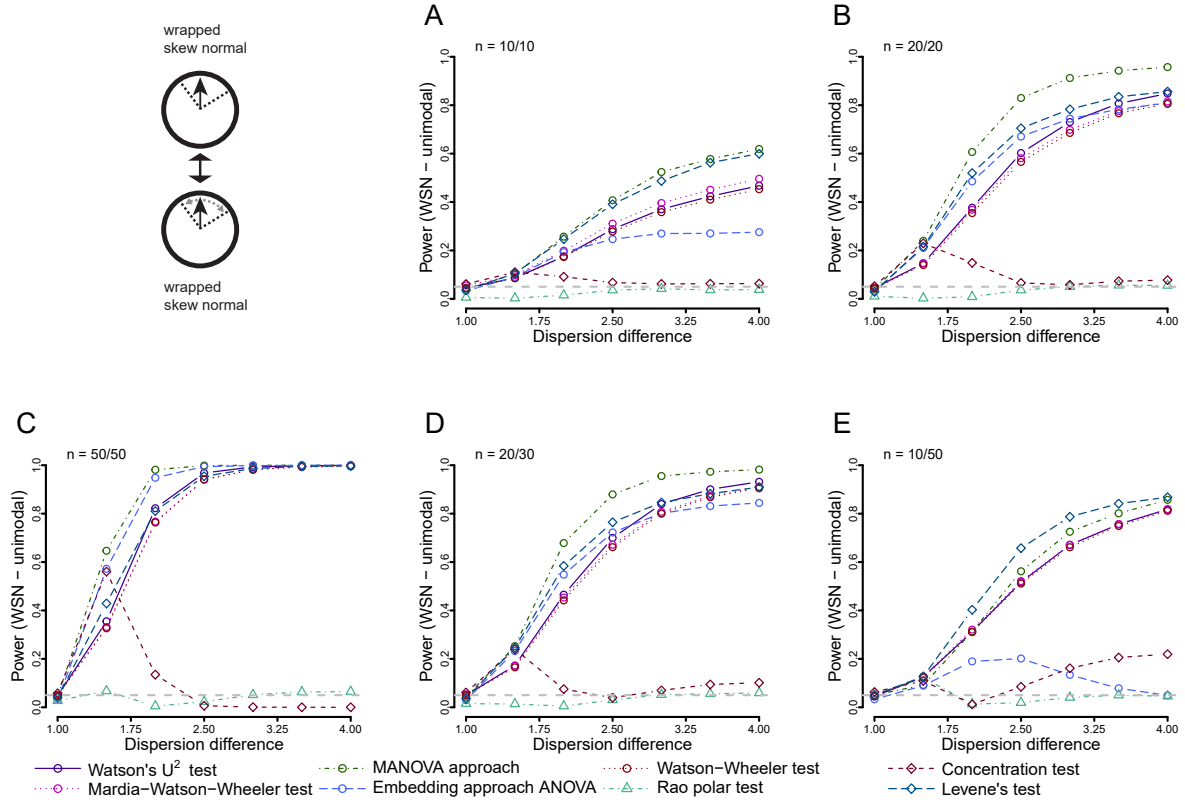 wrapped
skew normal
wrapped
skew normal
A
n = 10/10
Power (WSN − unimodal)
0.0 0.2 0.4 0.6 0.8 1.0
1.00 1.75 2.50 3.25 4.00
Dispersion difference
B
n = 20/20
Power (WSN − unimodal)
0.0 0.2 0.4 0.6 0.8 1.0
1.00 1.75 2.50 3.25 4.00
Dispersion difference
C
n = 50/50
Power (WSN − unimodal)
0.0 0.2 0.4 0.6 0.8 1.0
1.00 1.75 2.50 3.25 4.00
Dispersion difference
D
n = 20/30
Power (WSN − unimodal)
0.0 0.2 0.4 0.6 0.8 1.0
1.00 1.75 2.50 3.25 4.00
Dispersion difference
E
n = 10/50
Power (WSN − unimodal)
0.0 0.2 0.4 0.6 0.8 1.0
1.00 1.75 2.50 3.25 4.00
Dispersion difference
Watson's U² test
Mardia−Watson−Wheeler test
MANOVA approach
Embedding approach ANOVA
Watson−Wheeler test
Rao polar test
Concentration test
Levene's test